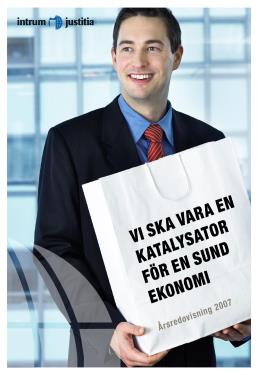 intrum justitia
VI SKA VARA EN
KATALYSATOR
FÖR EN SUND
EKONOMI
Årsredovisning 2007